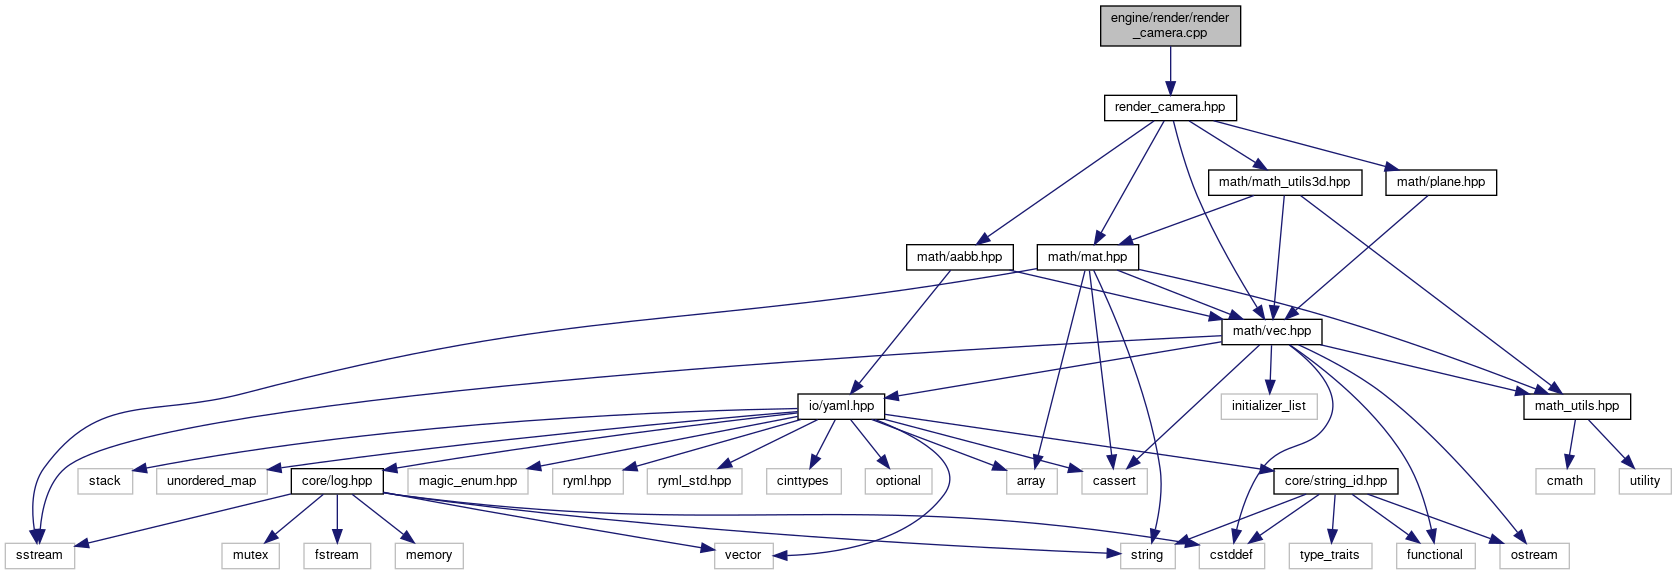 engine/render/render
_camera.cpp
render_camera.hpp
math/math_utils3d.hpp
math/plane.hpp
math/aabb.hpp
math/mat.hpp
math/vec.hpp
io/yaml.hpp
initializer_list
math_utils.hpp
stack
unordered_map
core/log.hpp
magic_enum.hpp
ryml.hpp
ryml_std.hpp
cinttypes
optional
array
cassert
core/string_id.hpp
cmath
utility
sstream
mutex
fstream
memory
vector
string
cstddef
type_traits
functional
ostream